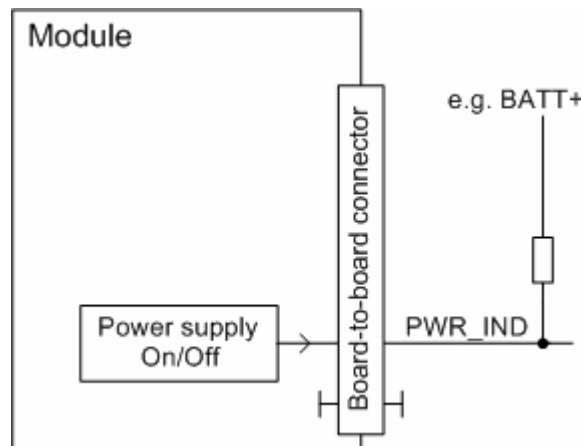 Module
e.g. BATT+
Board-to-board connector
Power supply
On/Off
PWR_IND